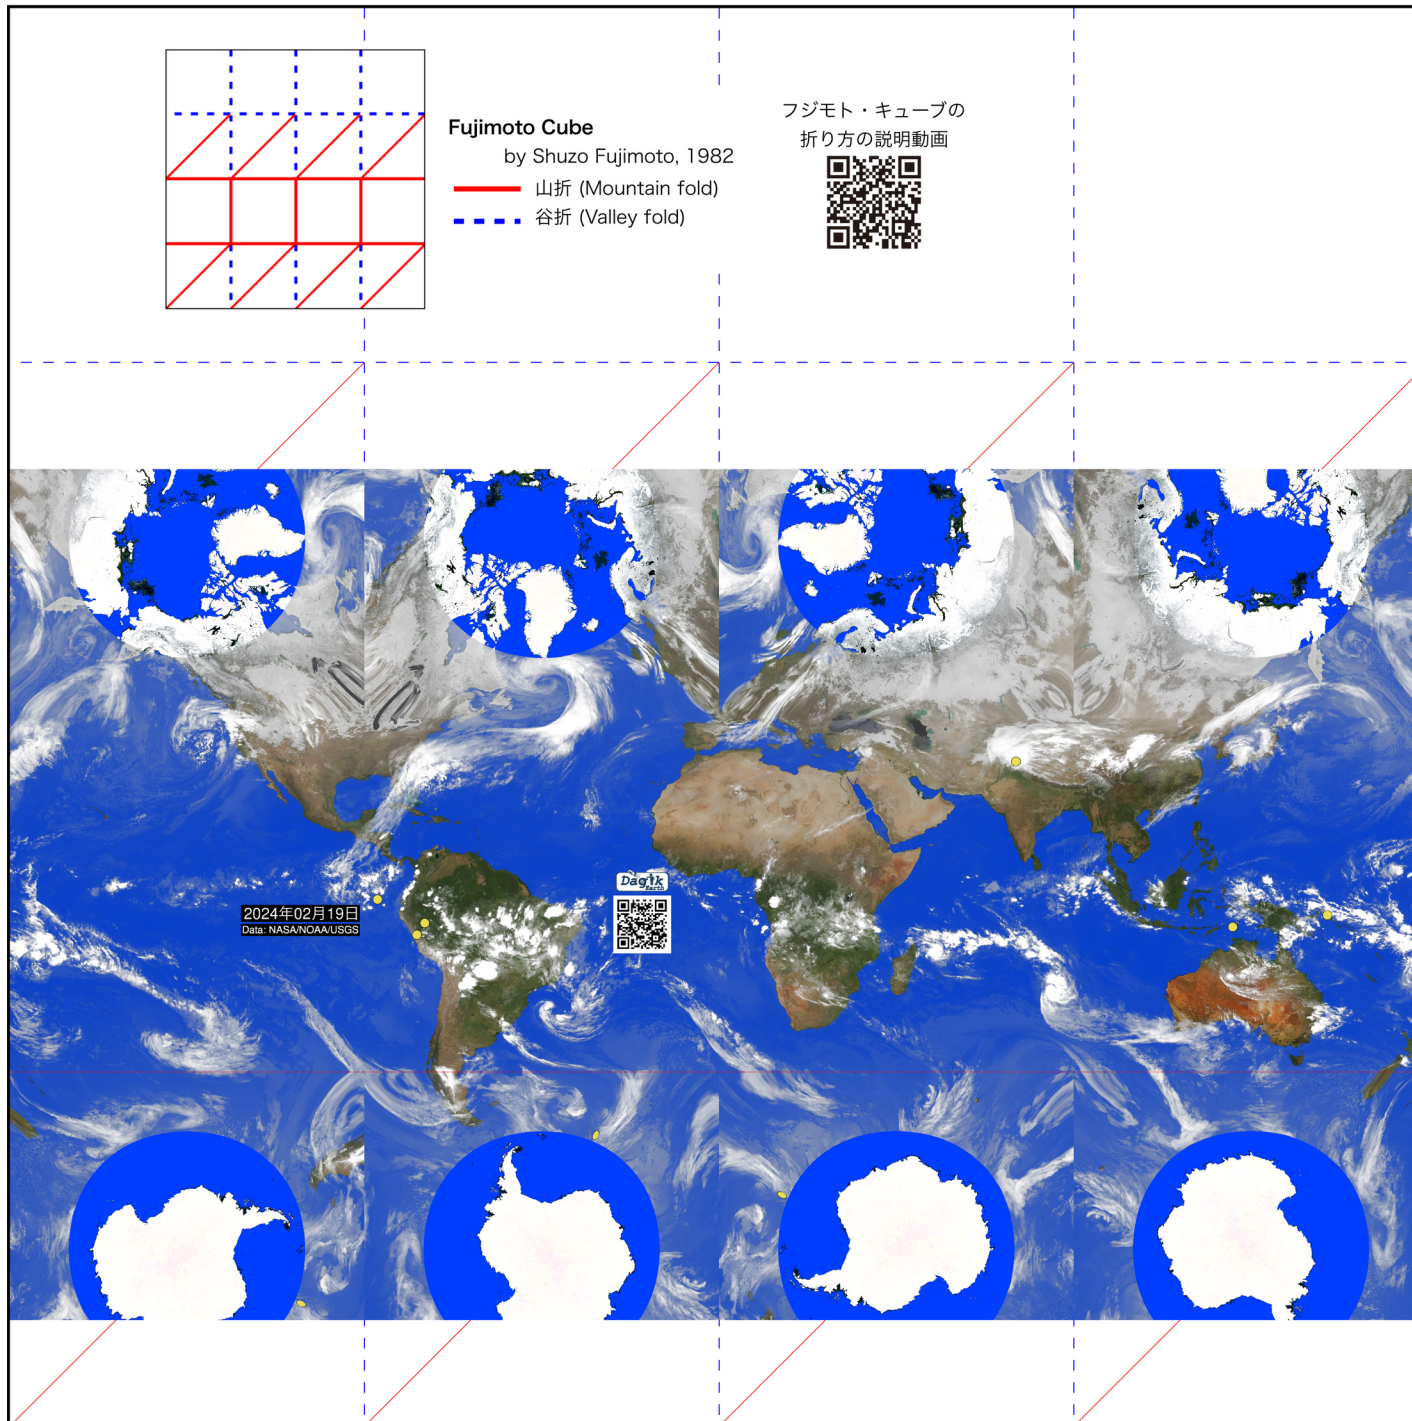 Fujimoto Cube
by Shuzo Fujimoto, 1982
山折 (Mountain fold)
谷折 (Valley fold)
フジモト・キューブの
折り方の説明動画
Dagik
Earth
2024年02月19日
Data: NASA/NOAA/USGS